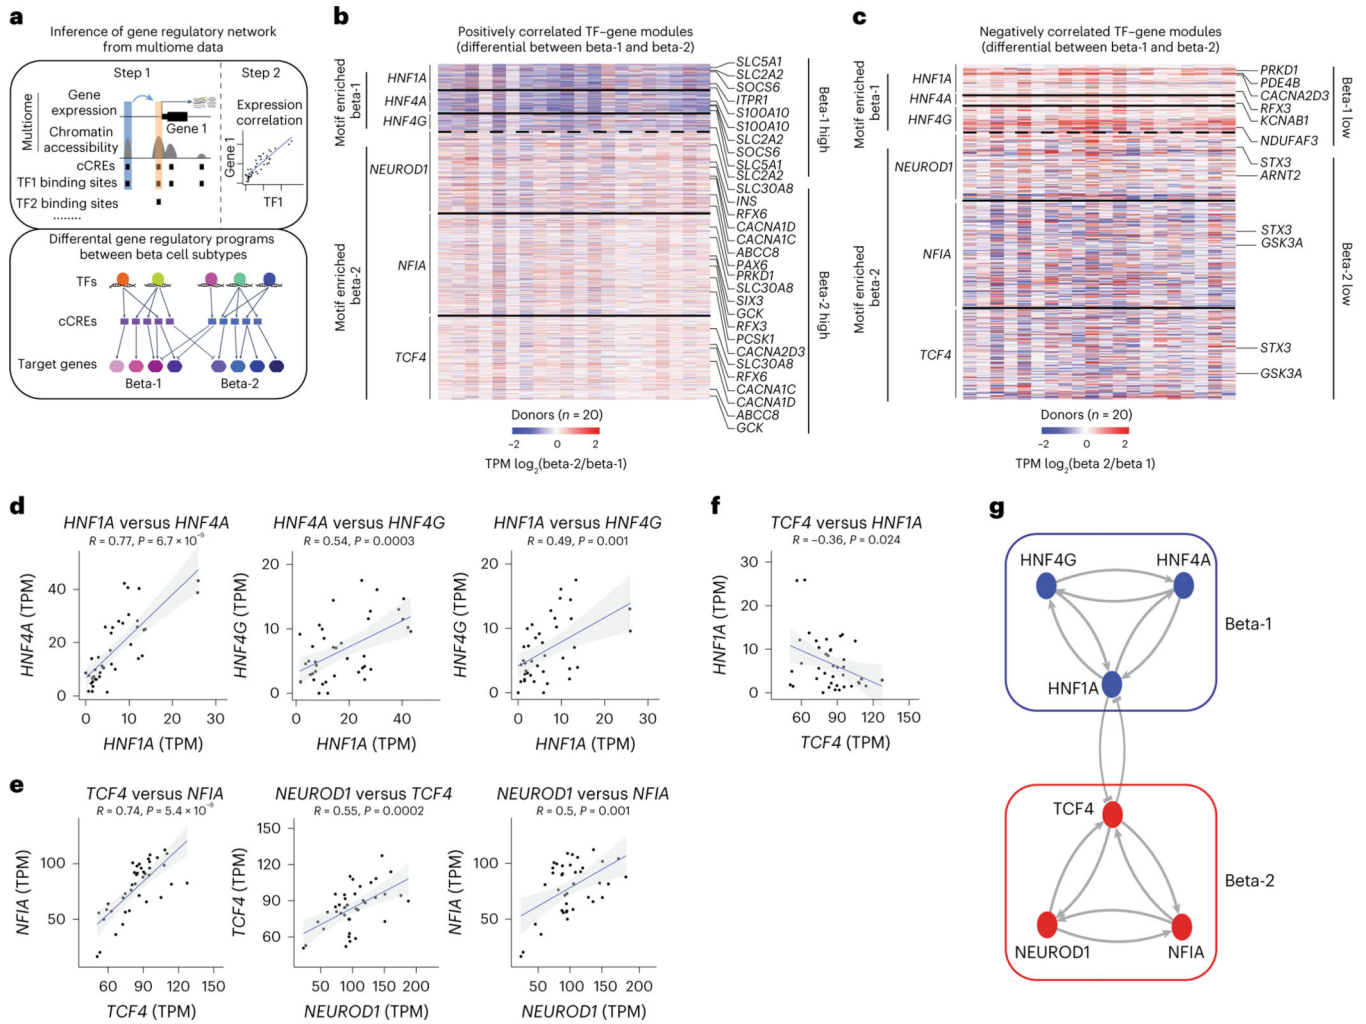 a
Inference of gene regulatory network
from multiome data
Step 1
Step 2
Multiome
Gene
expression
Gene 1
Chromatin
accessibility
cCREs
TF1 binding sites
TF2 binding sites
........
Expression
correlation
Gene 1
TF1
Differental gene regulatory programs
between beta cell subtypes
TFs
cCREs
Target genes
Beta-1
Beta-2
b
Positively correlated TF–gene modules
(differential between beta-1 and beta-2)
Motif enriched
beta-1
Motif enriched
beta-2
HNF1A
HNF4A
HNF4G
NEUROD1
NFIA
TCF4
SLC5A1
SLC2A2
SOCS6
ITPR1
S100A10
S100A10
SLC2A2
SOCS6
SLC5A1
SLC2A2
SLC30A8
INS
RFX6
CACNA1D
CACNA1C
ABCC8
PAX6
PRKD1
SLC30A8
SIX3
GCK
RFX3
PCSK1
CACNA2D3
SLC30A8
RFX6
CACNA1C
CACNA1D
ABCC8
GCK
Beta-1 high
Beta-2 high
Donors (n = 20)
−2 0 2
TPM log2(beta-2/beta-1)
c
Negatively correlated TF–gene modules
(differential between beta-1 and beta-2)
Motif enriched
beta-1
Motif enriched
beta-2
HNF1A
HNF4A
HNF4G
NEUROD1
NFIA
TCF4
PRKD1
PDE4B
CACNA2D3
RFX3
KCNAB1
NDUFAF3
STX3
ARNT2
STX3
GSK3A
STX3
GSK3A
Beta-1 low
Beta-2 low
Donors (n = 20)
−2 0 2
TPM log2(beta 2/beta 1)
d
HNF1A versus HNF4A
R = 0.77, P = 6.7 × 10−9
HNF4A (TPM)
40
20
0
0 10 20 30
HNF1A (TPM)
HNF4A versus HNF4G
R = 0.54, P = 0.0003
HNF4G (TPM)
20
10
0
0 20 40
HNF1A (TPM)
HNF1A versus HNF4G
R = 0.49, P = 0.001
HNF4G (TPM)
20
10
0
0 10 20 30
HNF1A (TPM)
e
TCF4 versus NFIA
R = 0.74, P = 5.4 × 10−8
NFIA (TPM)
100
50
60 90 120 150
TCF4 (TPM)
NEUROD1 versus TCF4
R = 0.55, P = 0.0002
TCF4 (TPM)
150
120
90
60
50 100 150 200
NEUROD1 (TPM)
NEUROD1 versus NFIA
R = 0.5, P = 0.001
NFIA (TPM)
100
50
50 100 150 200
NEUROD1 (TPM)
f
TCF4 versus HNF1A
R = −0.36, P = 0.024
HNF1A (TPM)
30
20
10
0
60 90 120 150
TCF4 (TPM)
g
HNF4G
HNF4A
HNF1A
Beta-1
TCF4
NEUROD1
NFIA
Beta-2